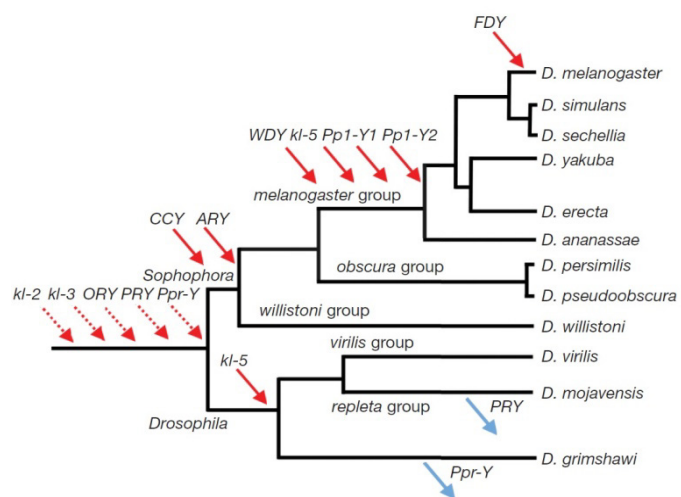 FDY
D. melanogaster
D. simulans
D. sechellia
WDY kl-5 Pp1-Y1 Pp1-Y2
D. yakuba
melanogaster group
D. erecta
CCY ARY
D. ananassae
Sophophora
obscura group
D. persimilis
kl-2 kl-3 ORY PRY Ppr-Y
D. pseudoobscura
willistoni group
D. willistoni
virilis group
kl-5
D. virilis
D. mojavensis
Drosophila
repleta group
PRY
D. grimshawi
Ppr-Y